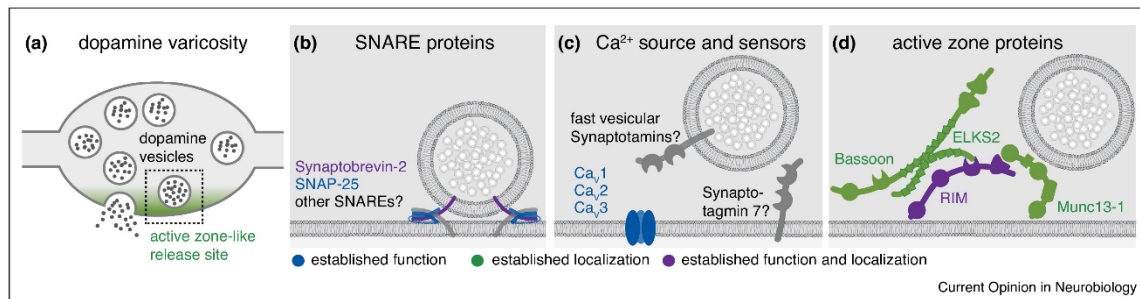 (a) dopamine varicosity
dopamine
vesicles
active zone-like
release site
(b) SNARE proteins
Synaptobrevin-2
SNAP-25
other SNAREs?
(c) Ca2+ source and sensors
fast vesicular
Synaptotamins?
Cav1
Cav2
Cav3
Synapto-
tagmin 7?
(d) active zone proteins
ELKS2
Bassoon
RIM
Munc13-1
established function established localization established function and localization
Current Opinion in Neurobiology